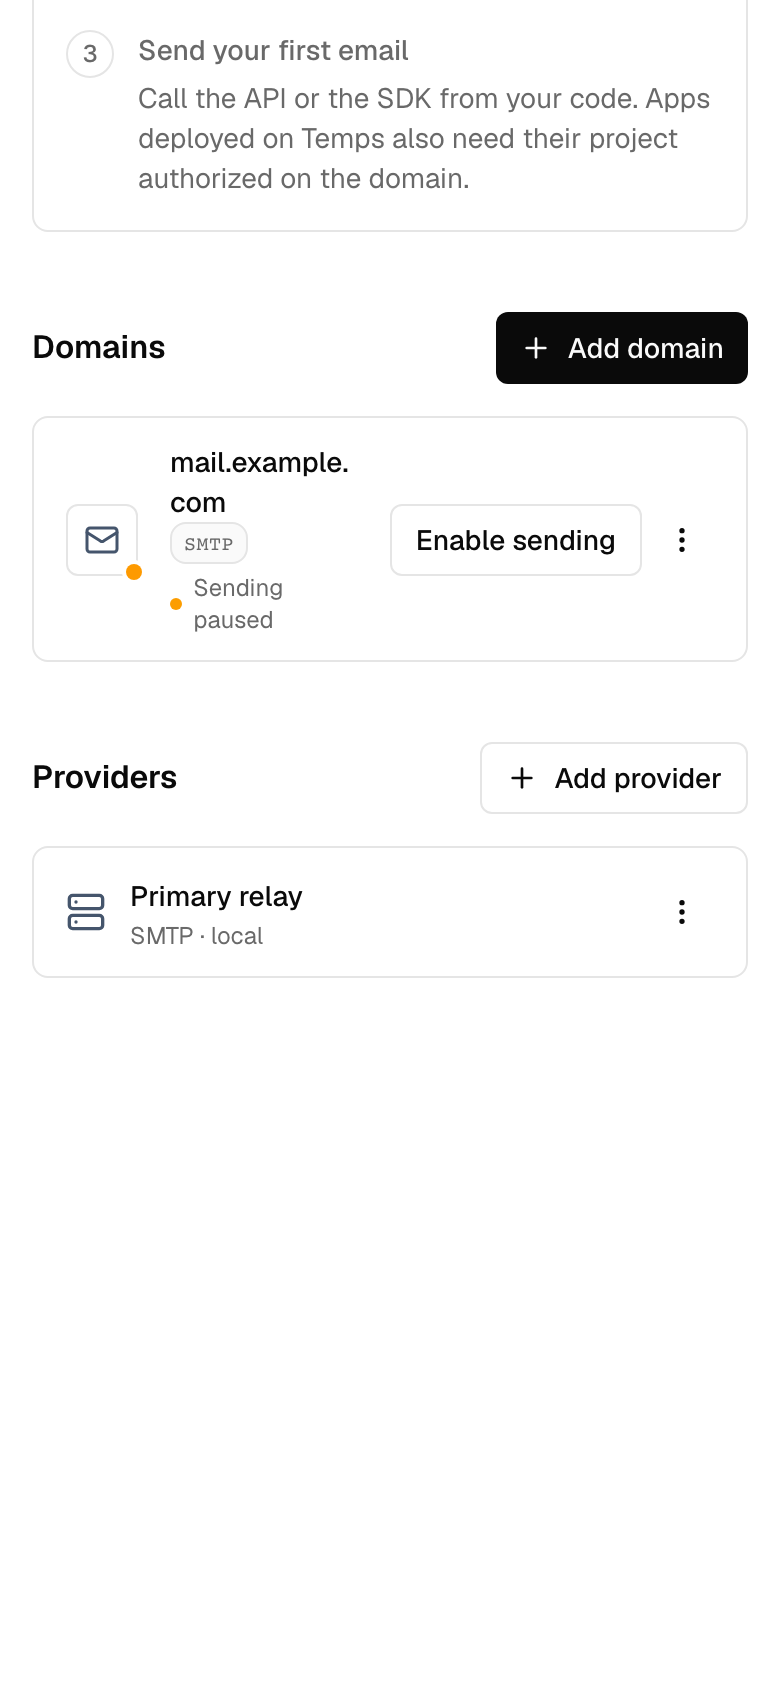 3
Send your first email
Call the API or the SDK from your code. Apps
deployed on Temps also need their project
authorized on the domain.
Domains
Add domain
mail.example.
com
SMTP
Sending
paused
Enable sending
Providers
Add provider
Primary relay
SMTP · local